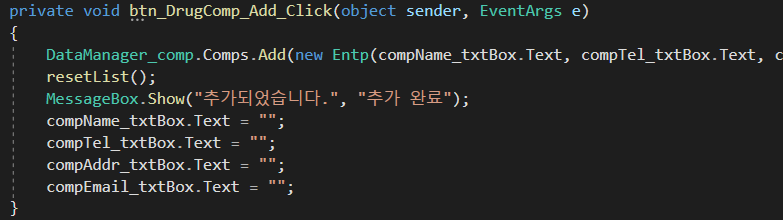 private void btn_DrugComp_Add_Click(object sender, EventArgs e)
{
DataManager_comp.Comps.Add(new Entp(compName_txtBox.Text, compTel_txtBox.Text, c
resetList();
MessageBox.Show("추가되었습니다.", "추가 완료");
compName_txtBox.Text = "";
compTel_txtBox.Text = "";
compAddr_txtBox.Text = "";
compEmail_txtBox.Text = "";
}